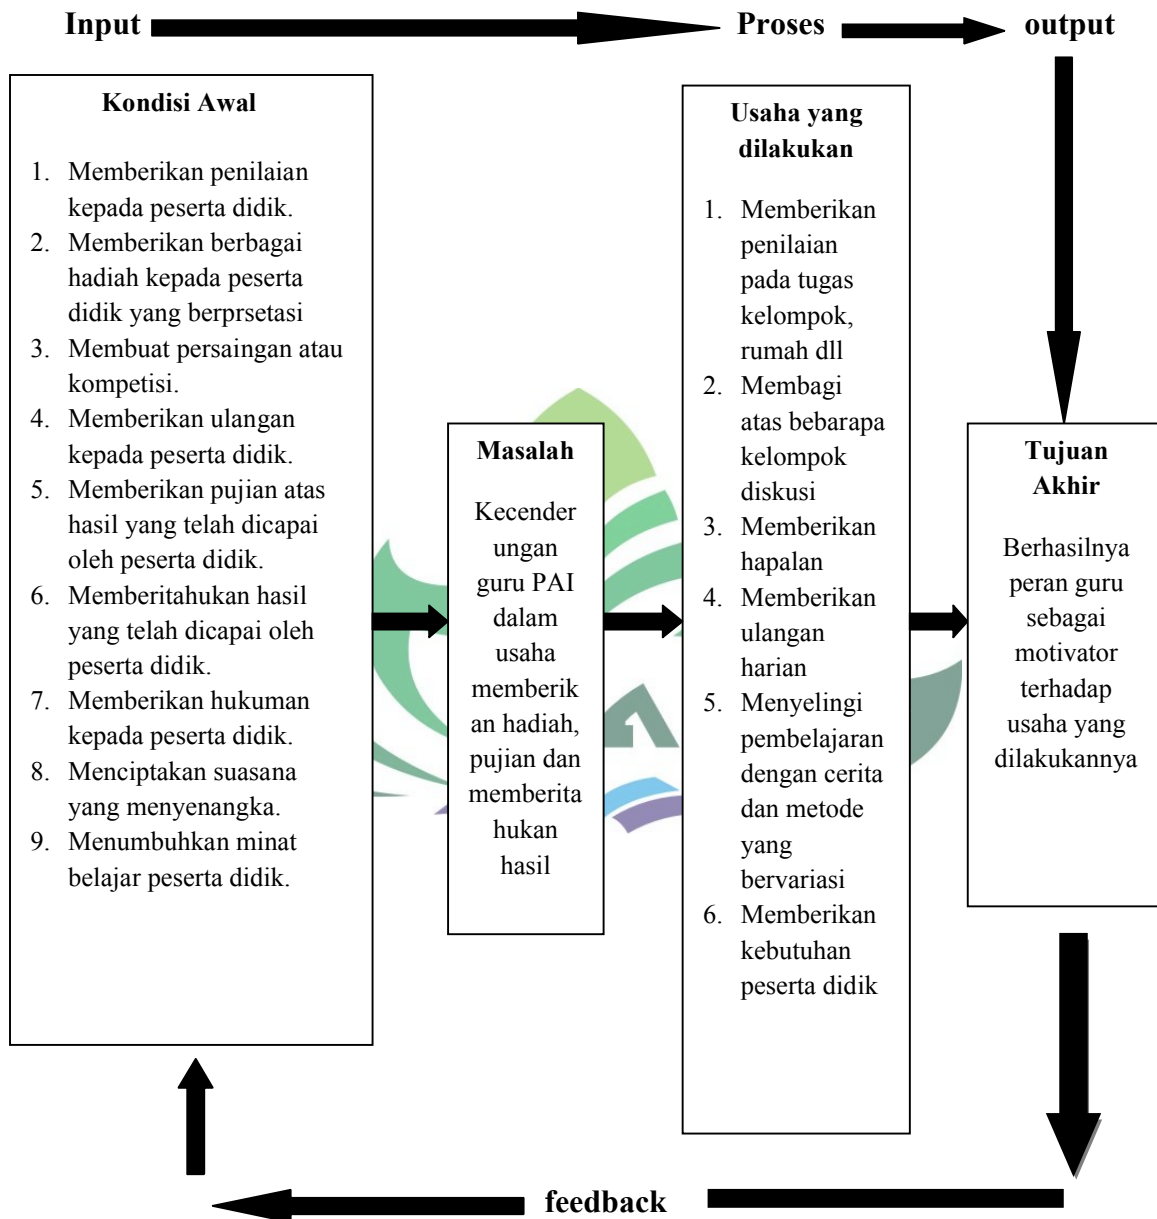 Input Proses output
Kondisi Awal
1. Memberikan penilaian
kepada peserta didik.
2. Memberikan berbagai
hadiah kepada peserta
didik yang berprsetasi
3. Membuat persaingan atau
kompetisi.
4. Memberikan ulangan
kepada peserta didik.
5. Memberikan pujian atas
hasil yang telah dicapai
oleh peserta didik.
6. Memberitahukan hasil
yang telah dicapai oleh
peserta didik.
7. Memberikan hukuman
kepada peserta didik.
8. Menciptakan suasana
yang menyenangka.
9. Menumbuhkan minat
belajar peserta didik.
Masalah
Kecender
ungan
guru PAI
dalam
usaha
memberik
an hadiah,
pujian dan
memberita
hukan
hasil
Usaha yang
dilakukan
1. Memberikan
penilaian
pada tugas
kelompok,
rumah dll
2. Membagi
atas bebarapa
kelompok
diskusi
3. Memberikan
hapalan
4. Memberikan
ulangan
harian
5. Menyelingi
pembelajaran
dengan cerita
dan metode
yang
bervariasi
6. Memberikan
kebutuhan
peserta didik
Tujuan
Akhir
Berhasilnya
peran guru
sebagai
motivator
terhadap
usaha yang
dilakukannya
feedback